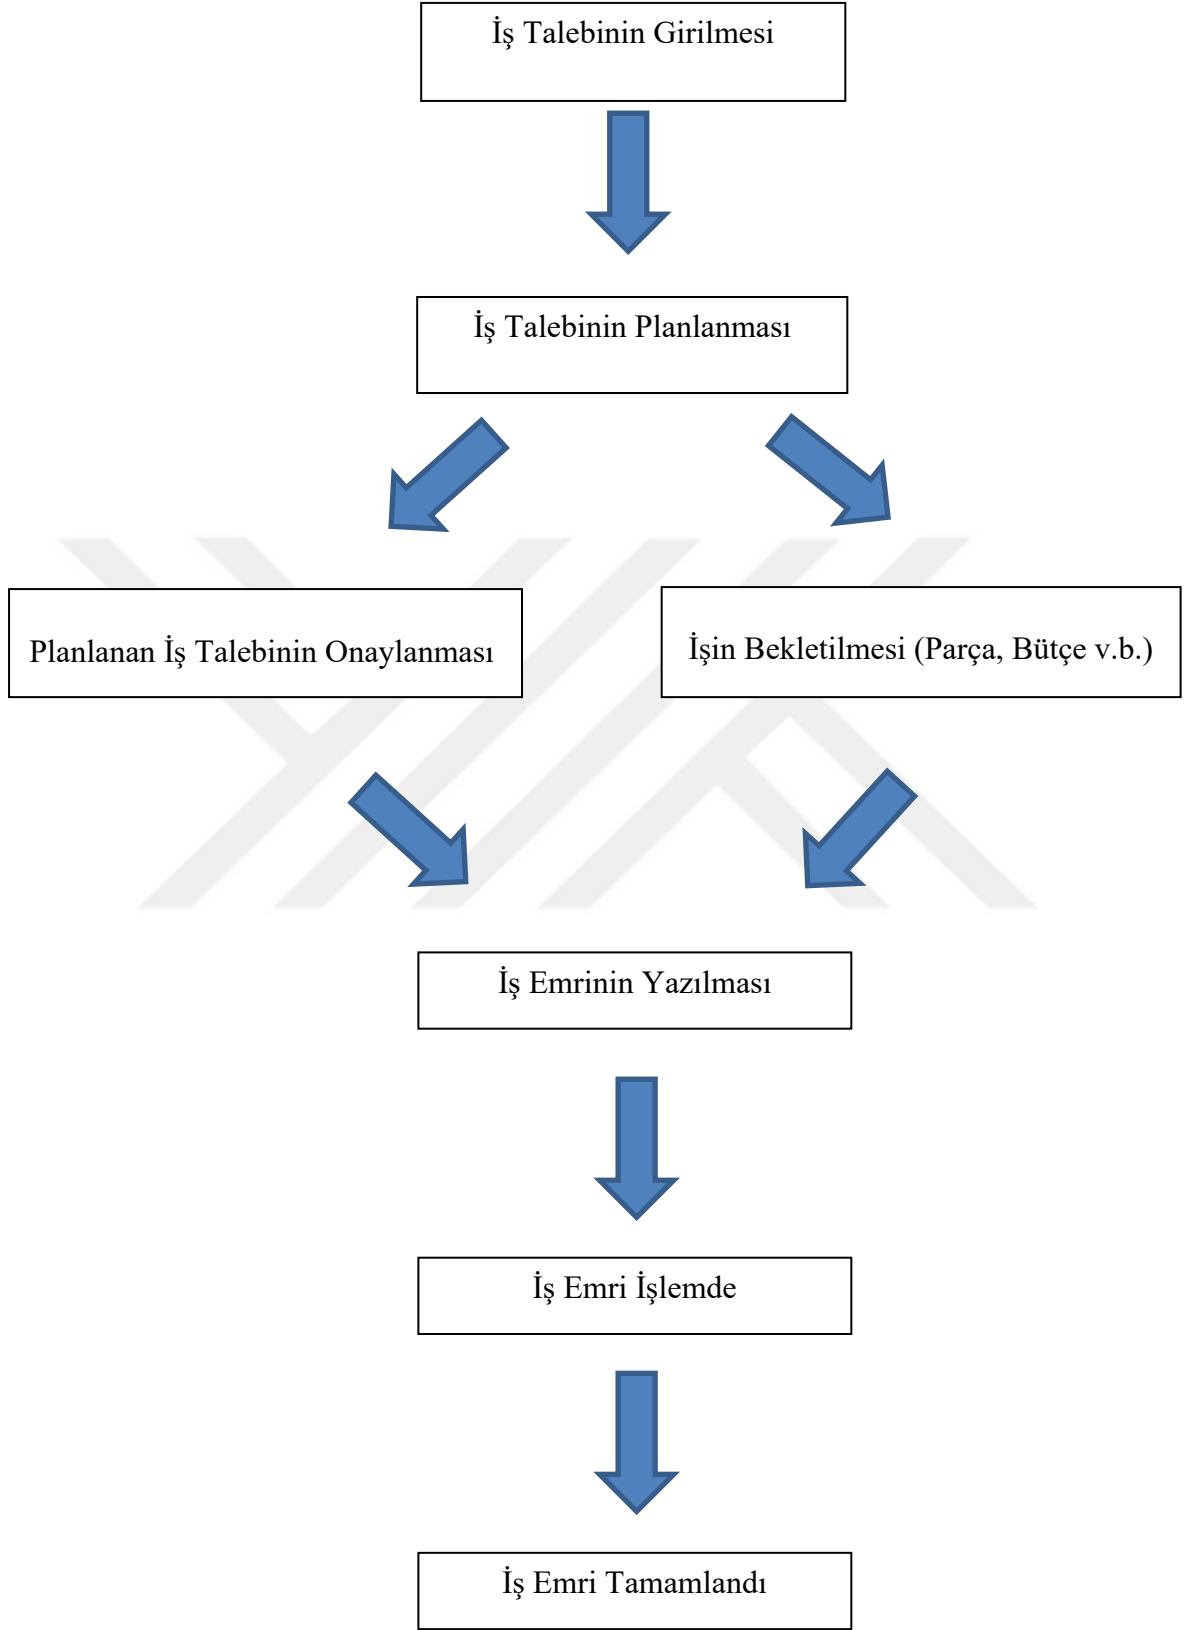 İş Talebinin Girilmesi
İş Talebinin Planlanması
Planlanan İş Talebinin Onaylanması
İşin Bekletilmesi (Parça, Bütçe v.b.)
İş Emrinin Yazılması
İş Emri İşlemde
İş Emri Tamamlandı